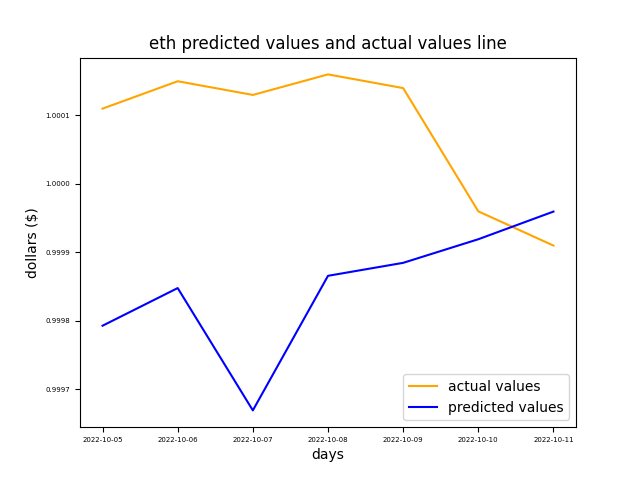 eth predicted values and actual values line
dollars ($)
1.0001
1.0000
0.9999
0.9998
0.9997
actual values
predicted values
2022-10-05 2022-10-06 2022-10-07 2022-10-08 2022-10-09 2022-10-10 2022-10-11
days